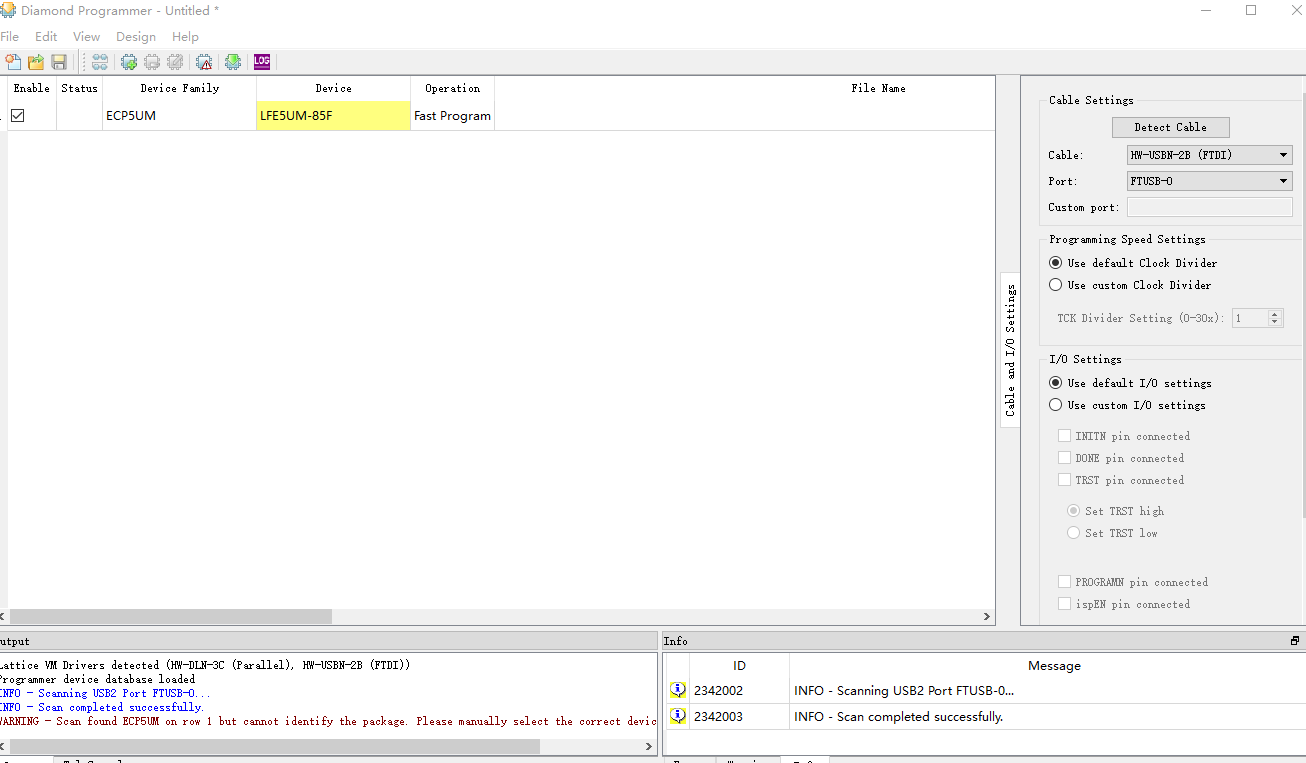 Diamond Programmer - Untitled *
File Edit View Design Help
LOG
Enable Status Device Family Device Operation File Name
ECP5UM LFE5UM-85F Fast Program
Cable Settings
Detect Cable
Cable: HW-USBN-2B (FTDI)
Port: FTUSB-0
Custom port:
Programming Speed Settings
Use default Clock Divider
Use custom Clock Divider
TCK Divider Setting (0-30x): 1
Cable and I/O Settings
I/O Settings
Use default I/O settings
Use custom I/O settings
INITN pin connected
DONE pin connected
TRST pin connected
Set TRST high
Set TRST low
PROGRAMN pin connected
ispEN pin connected
utput
Lattice VM Drivers detected (HW-DLN-3C (Parallel), HW-USBN-2B (FTDI))
Programmer device database loaded
INFO - Scanning USB2 Port FTUSB-0...
INFO - Scan completed successfully.
WARNING - Scan found ECP5UM on row 1 but cannot identify the package. Please manually select the correct devic
Info
ID Message
2342002 INFO - Scanning USB2 Port FTUSB-0...
2342003 INFO - Scan completed successfully.